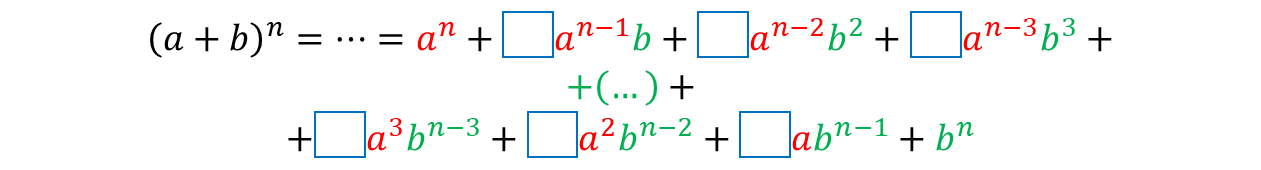 (a + b)ⁿ = ⋯ = aⁿ + □aⁿ⁻¹b + □aⁿ⁻²b² + □aⁿ⁻³b³ +
+(…) +
+□a³bⁿ⁻³ + □a²bⁿ⁻² + □abⁿ⁻¹ + bⁿ